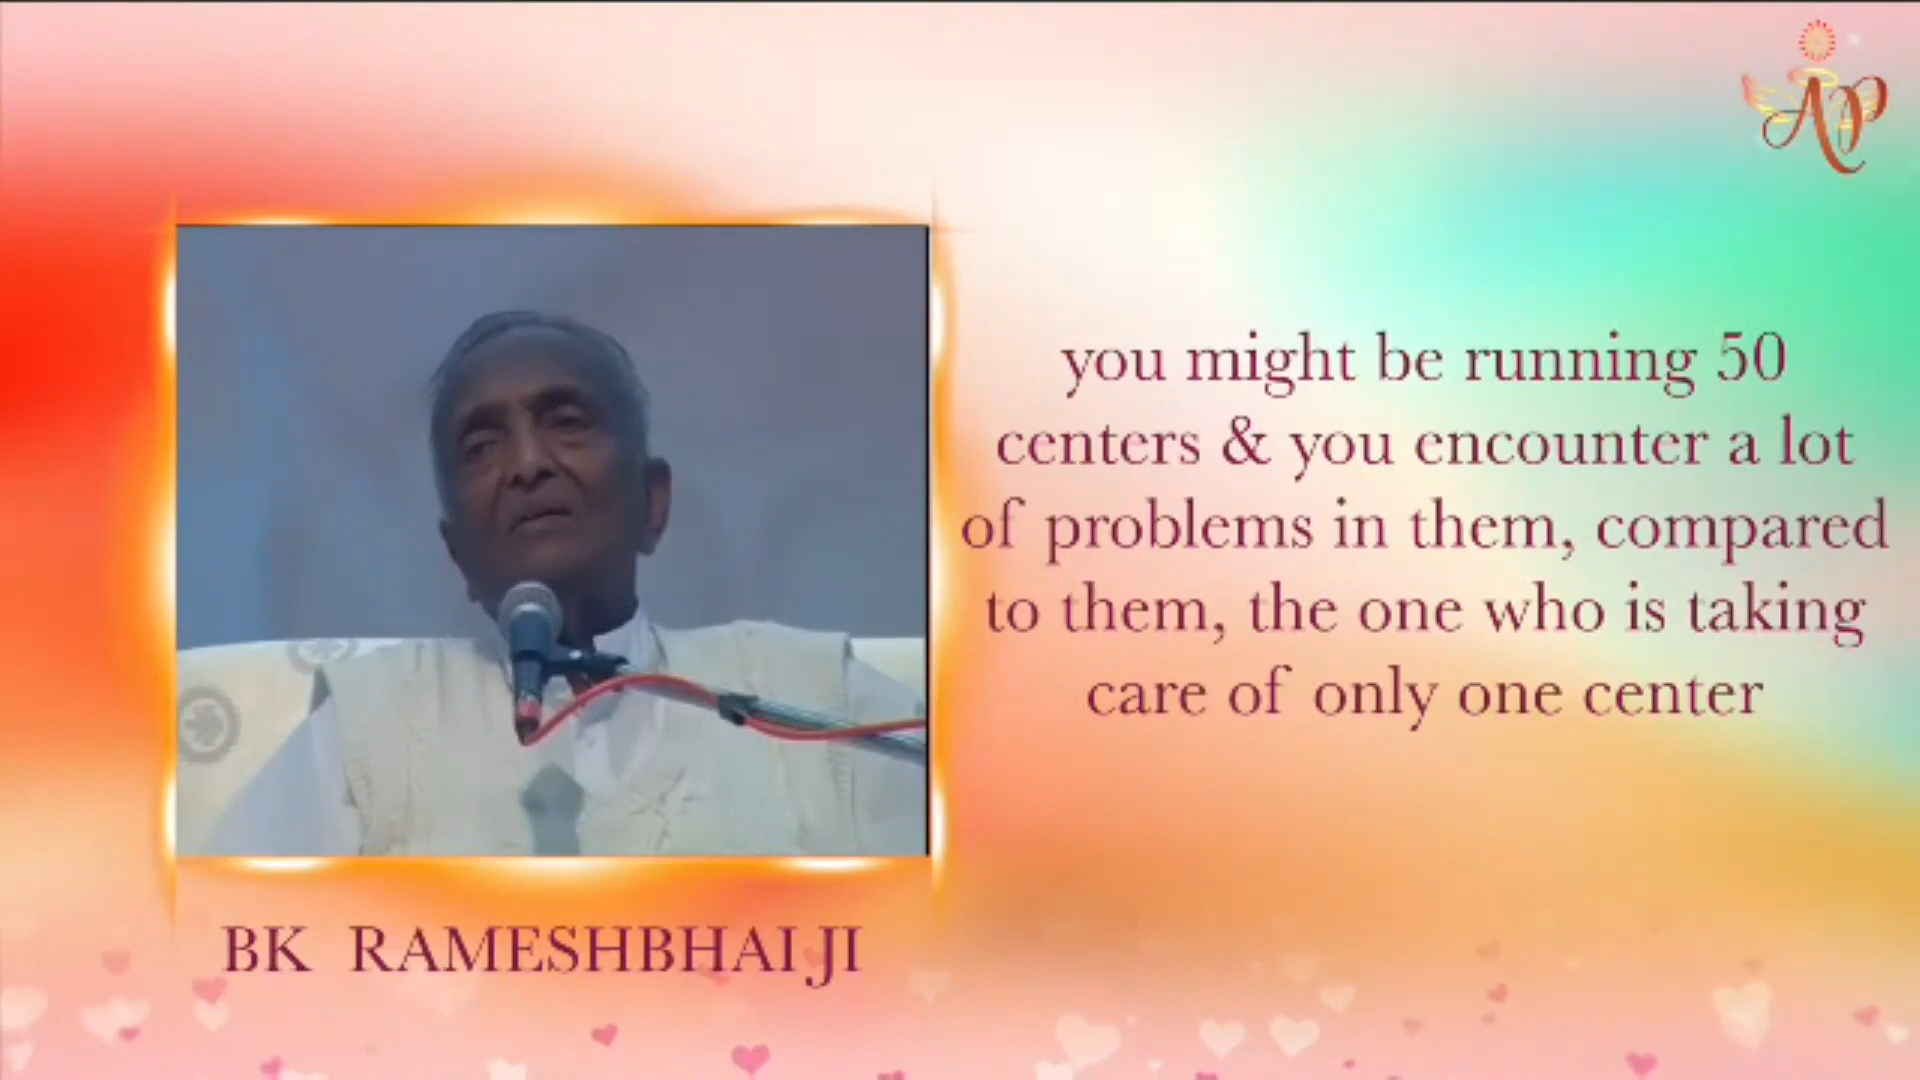 AP
you might be running 50
centers & you encounter a lot
of problems in them, compared
to them, the one who is taking
care of only one center
BK RAMESHBHAI JI